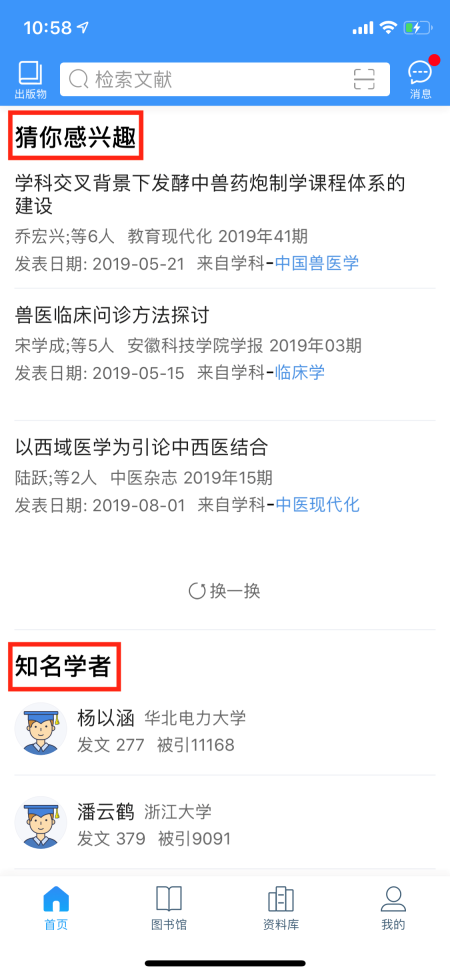 10:58
出版物
检索文献
消息
猜你感兴趣
学科交叉背景下发酵中兽药炮制学课程体系的
建设
乔宏兴;等6人 教育现代化 2019年41期
发表日期: 2019-05-21 来自学科-中国兽医学
兽医临床问诊方法探讨
宋学成;等5人 安徽科技学院学报 2019年03期
发表日期: 2019-05-15 来自学科-临床学
以西域医学为引论中西医结合
陆跃;等2人 中医杂志 2019年15期
发表日期: 2019-08-01 来自学科-中医现代化
换一换
知名学者
杨以涵 华北电力大学
发文 277 被引11168
潘云鹤 浙江大学
发文 379 被引9091
首页
图书馆
资料库
我的